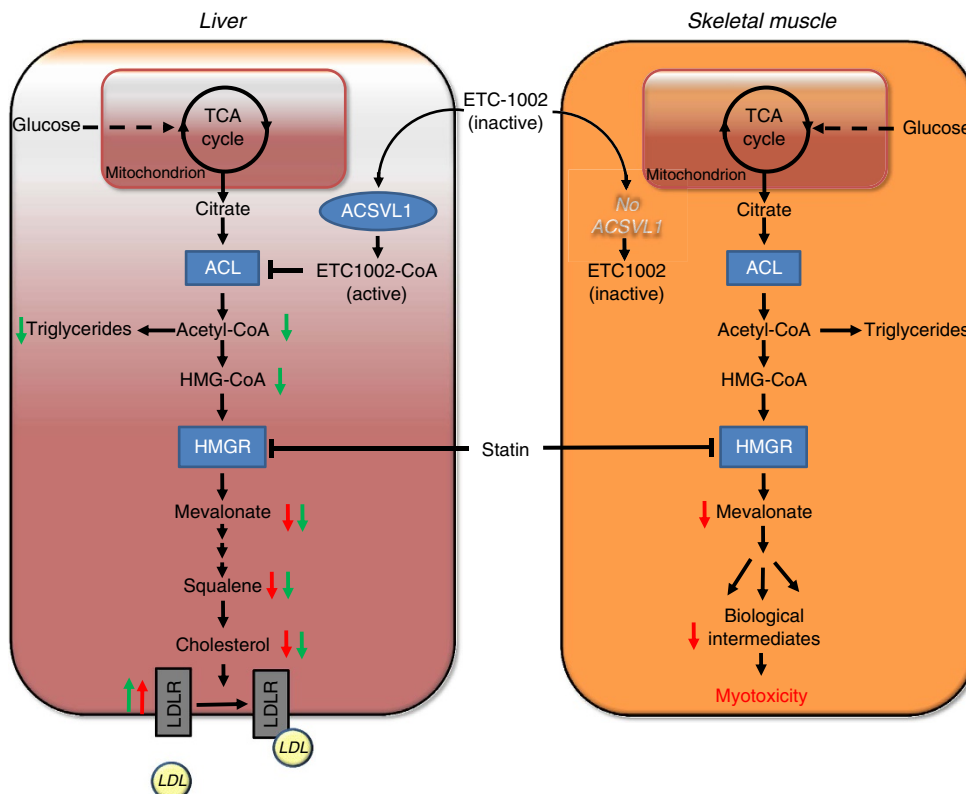 Liver
Skeletal muscle
TCA
cycle
Glucose
Mitochondrion
Citrate
ETC-1002
(inactive)
ACSVL1
ACL
ETC1002-CoA
(active)
Triglycerides
Acetyl-CoA
HMG-CoA
HMGR
Statin
Mevalonate
Squalene
Cholesterol
LDLR
LDLR
LDL
LDL
TCA
cycle
Glucose
Mitochondrion
Citrate
No
ACSVL1
ETC1002
(inactive)
ACL
Acetyl-CoA
Triglycerides
HMG-CoA
HMGR
Mevalonate
Biological
intermediates
Myotoxicity